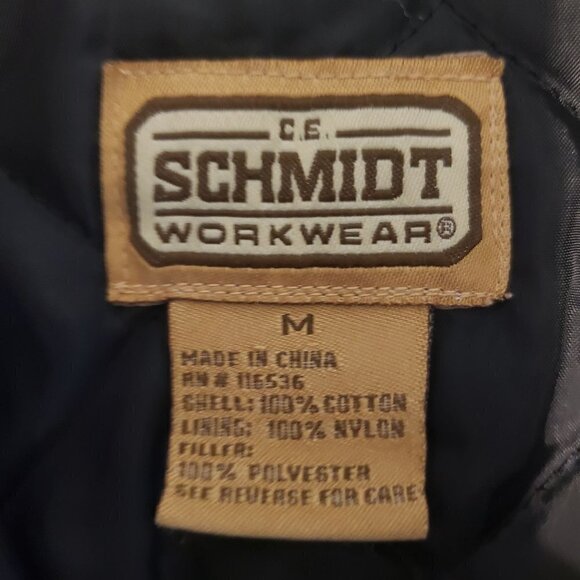 C.E.
SCHMIDT
WORKWEAR®
M
MADE IN CHINA
RN # 116536
SHELL: 100% COTTON
LINING: 100% NYLON
FILLER:
100% POLYESTER
SEE REVERSE FOR CARE